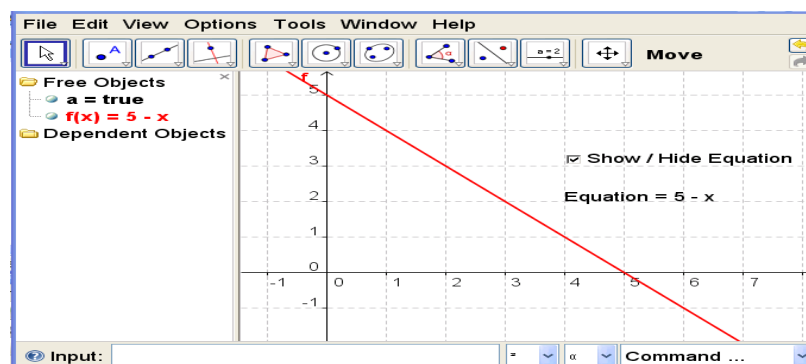 File Edit View Options Tools Window Help
A α a=2 Move
Free Objects
a = true
f(x) = 5 - x
Dependent Objects
f
5
4
3
2
1
0
-1
-1 0 1 2 3 4 5 6 7
Show / Hide Equation
Equation = 5 - x
Input: = α Command ...